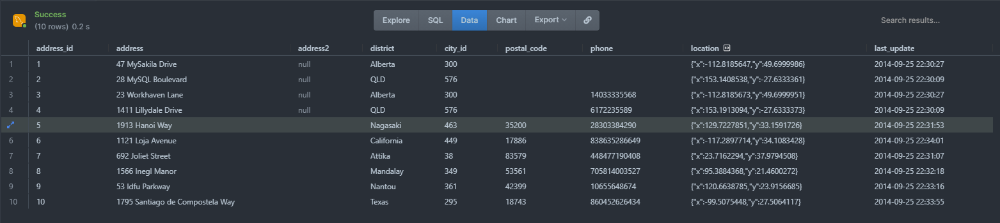 Success
(10 rows) 0.2 s
Explore SQL Data Chart Export
Search results...
address_id address address2 district city_id postal_code phone location last_update
1 1 47 MySakila Drive null Alberta 300 {"x":-112.8185647,"y":49.6999986} 2014-09-25 22:30:27
2 2 28 MySQL Boulevard null QLD 576 {"x":153.1408538,"y":-27.6333361} 2014-09-25 22:30:09
3 3 23 Workhaven Lane null Alberta 300 14033335568 {"x":-112.8185673,"y":49.6999951} 2014-09-25 22:30:27
4 4 1411 Lillydale Drive null QLD 576 6172235589 {"x":153.1913094,"y":-27.6333373} 2014-09-25 22:30:09
5 1913 Hanoi Way Nagasaki 463 35200 28303384290 {"x":129.7227851,"y":33.1591726} 2014-09-25 22:31:53
6 6 1121 Loja Avenue California 449 17886 838635286649 {"x":-117.2897714,"y":34.1083428} 2014-09-25 22:34:01
7 7 692 Joliet Street Attika 38 83579 448477190408 {"x":23.7162294,"y":37.9794508} 2014-09-25 22:31:07
8 8 1566 Inegl Manor Mandalay 349 53561 705814003527 {"x":95.3884368,"y":21.4600272} 2014-09-25 22:32:18
9 9 53 Idfu Parkway Nantou 361 42399 10655648674 {"x":120.6638785,"y":23.9156685} 2014-09-25 22:33:16
10 10 1795 Santiago de Compostela Way Texas 295 18743 860452626434 {"x":-99.5075448,"y":27.5064117} 2014-09-25 22:33:55